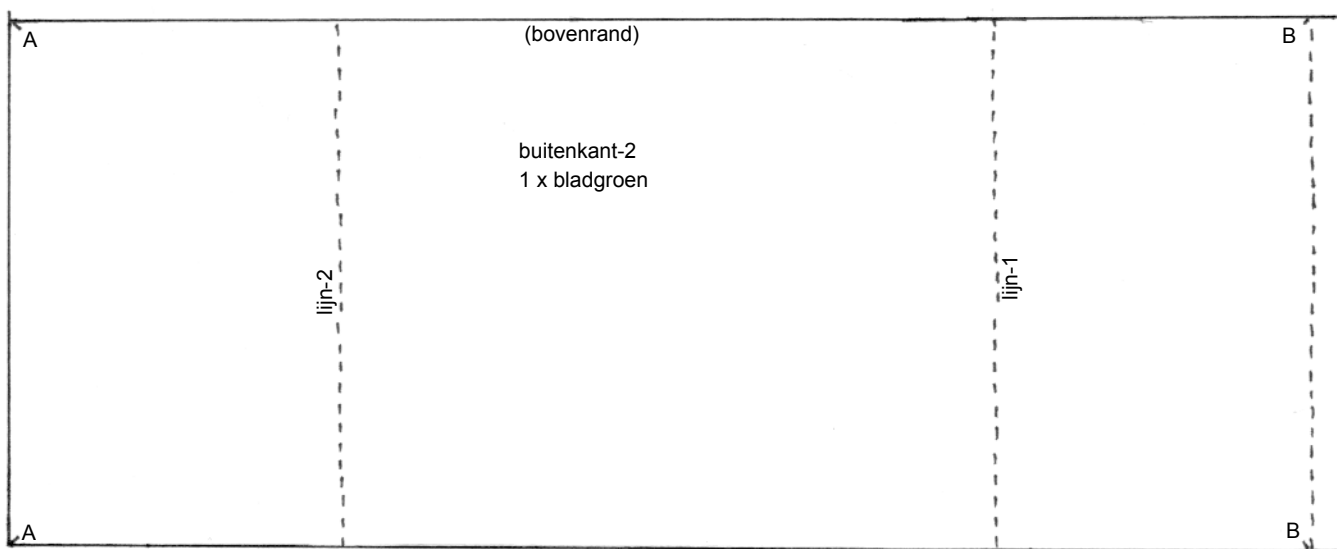 A
(bovenrand)
B
buitenkant-2
1 x bladgroen
lijn-2
lijn-1
A
B